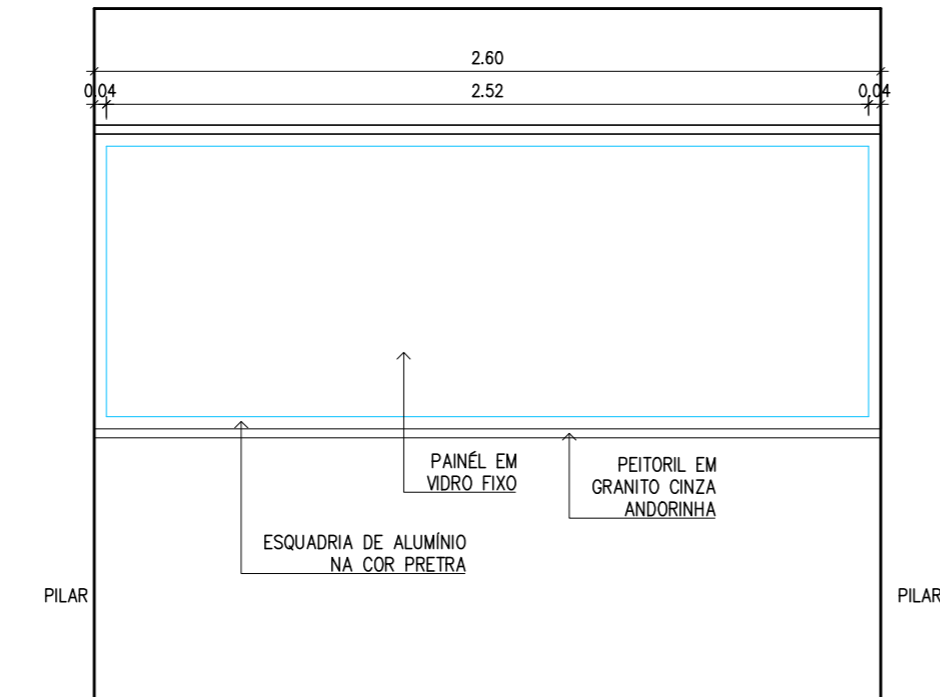 2.60
0.04
2.52
0.04
PAINÉL EM
VIDRO FIXO
PEITORIL EM
GRANITO CINZA
ANDORINHA
ESQUADRIA DE ALUMÍNIO
NA COR PRETRA
PILAR
PILAR